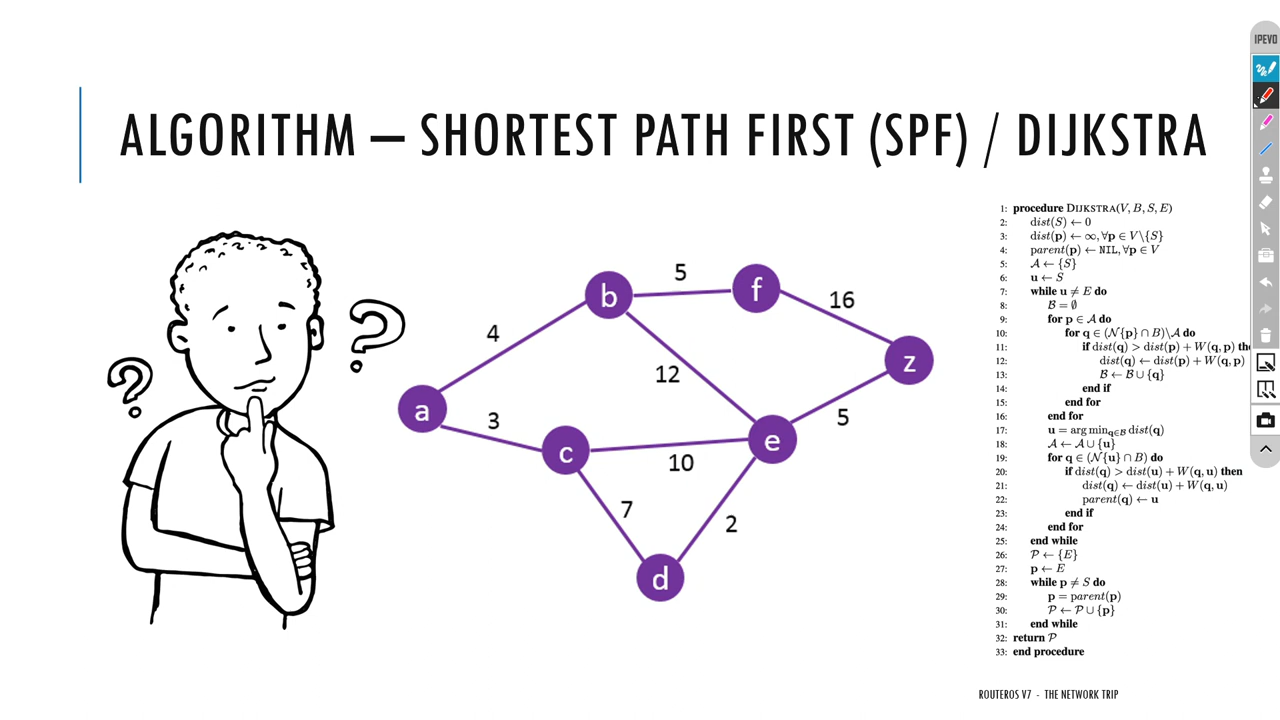 IPEVO
ALGORITHM – SHORTEST PATH FIRST (SPF) / DIJKSTRA
?
?
b
5
f
16
4
z
12
a
3
5
c
10
e
7
2
d
1: procedure DIJKSTRA(V, B, S, E)
2: dist(S) ← 0
3: dist(p) ← ∞, ∀p ∈ V\{S}
4: parent(p) ← NIL, ∀p ∈ V
5: 𝒜 ← {S}
6: u ← S
7: while u ≠ E do
8: ℬ = ∅
9: for p ∈ 𝒜 do
10: for q ∈ (𝒩{p} ∩ B)\𝒜 do
11: if dist(q) > dist(p) + W(q, p) the
12: dist(q) ← dist(p) + W(q, p)
13: ℬ ← ℬ ∪ {q}
14: end if
15: end for
16: end for
17: u = arg min q∈ℬ dist(q)
18: 𝒜 ← 𝒜 ∪ {u}
19: for q ∈ (𝒩{u} ∩ B) do
20: if dist(q) > dist(u) + W(q, u) then
21: dist(q) ← dist(u) + W(q, u)
22: parent(q) ← u
23: end if
24: end for
25: end while
26: 𝒫 ← {E}
27: p ← E
28: while p ≠ S do
29: p = parent(p)
30: 𝒫 ← 𝒫 ∪ {p}
31: end while
32: return 𝒫
33: end procedure
ROUTEROS V7 - THE NETWORK TRIP